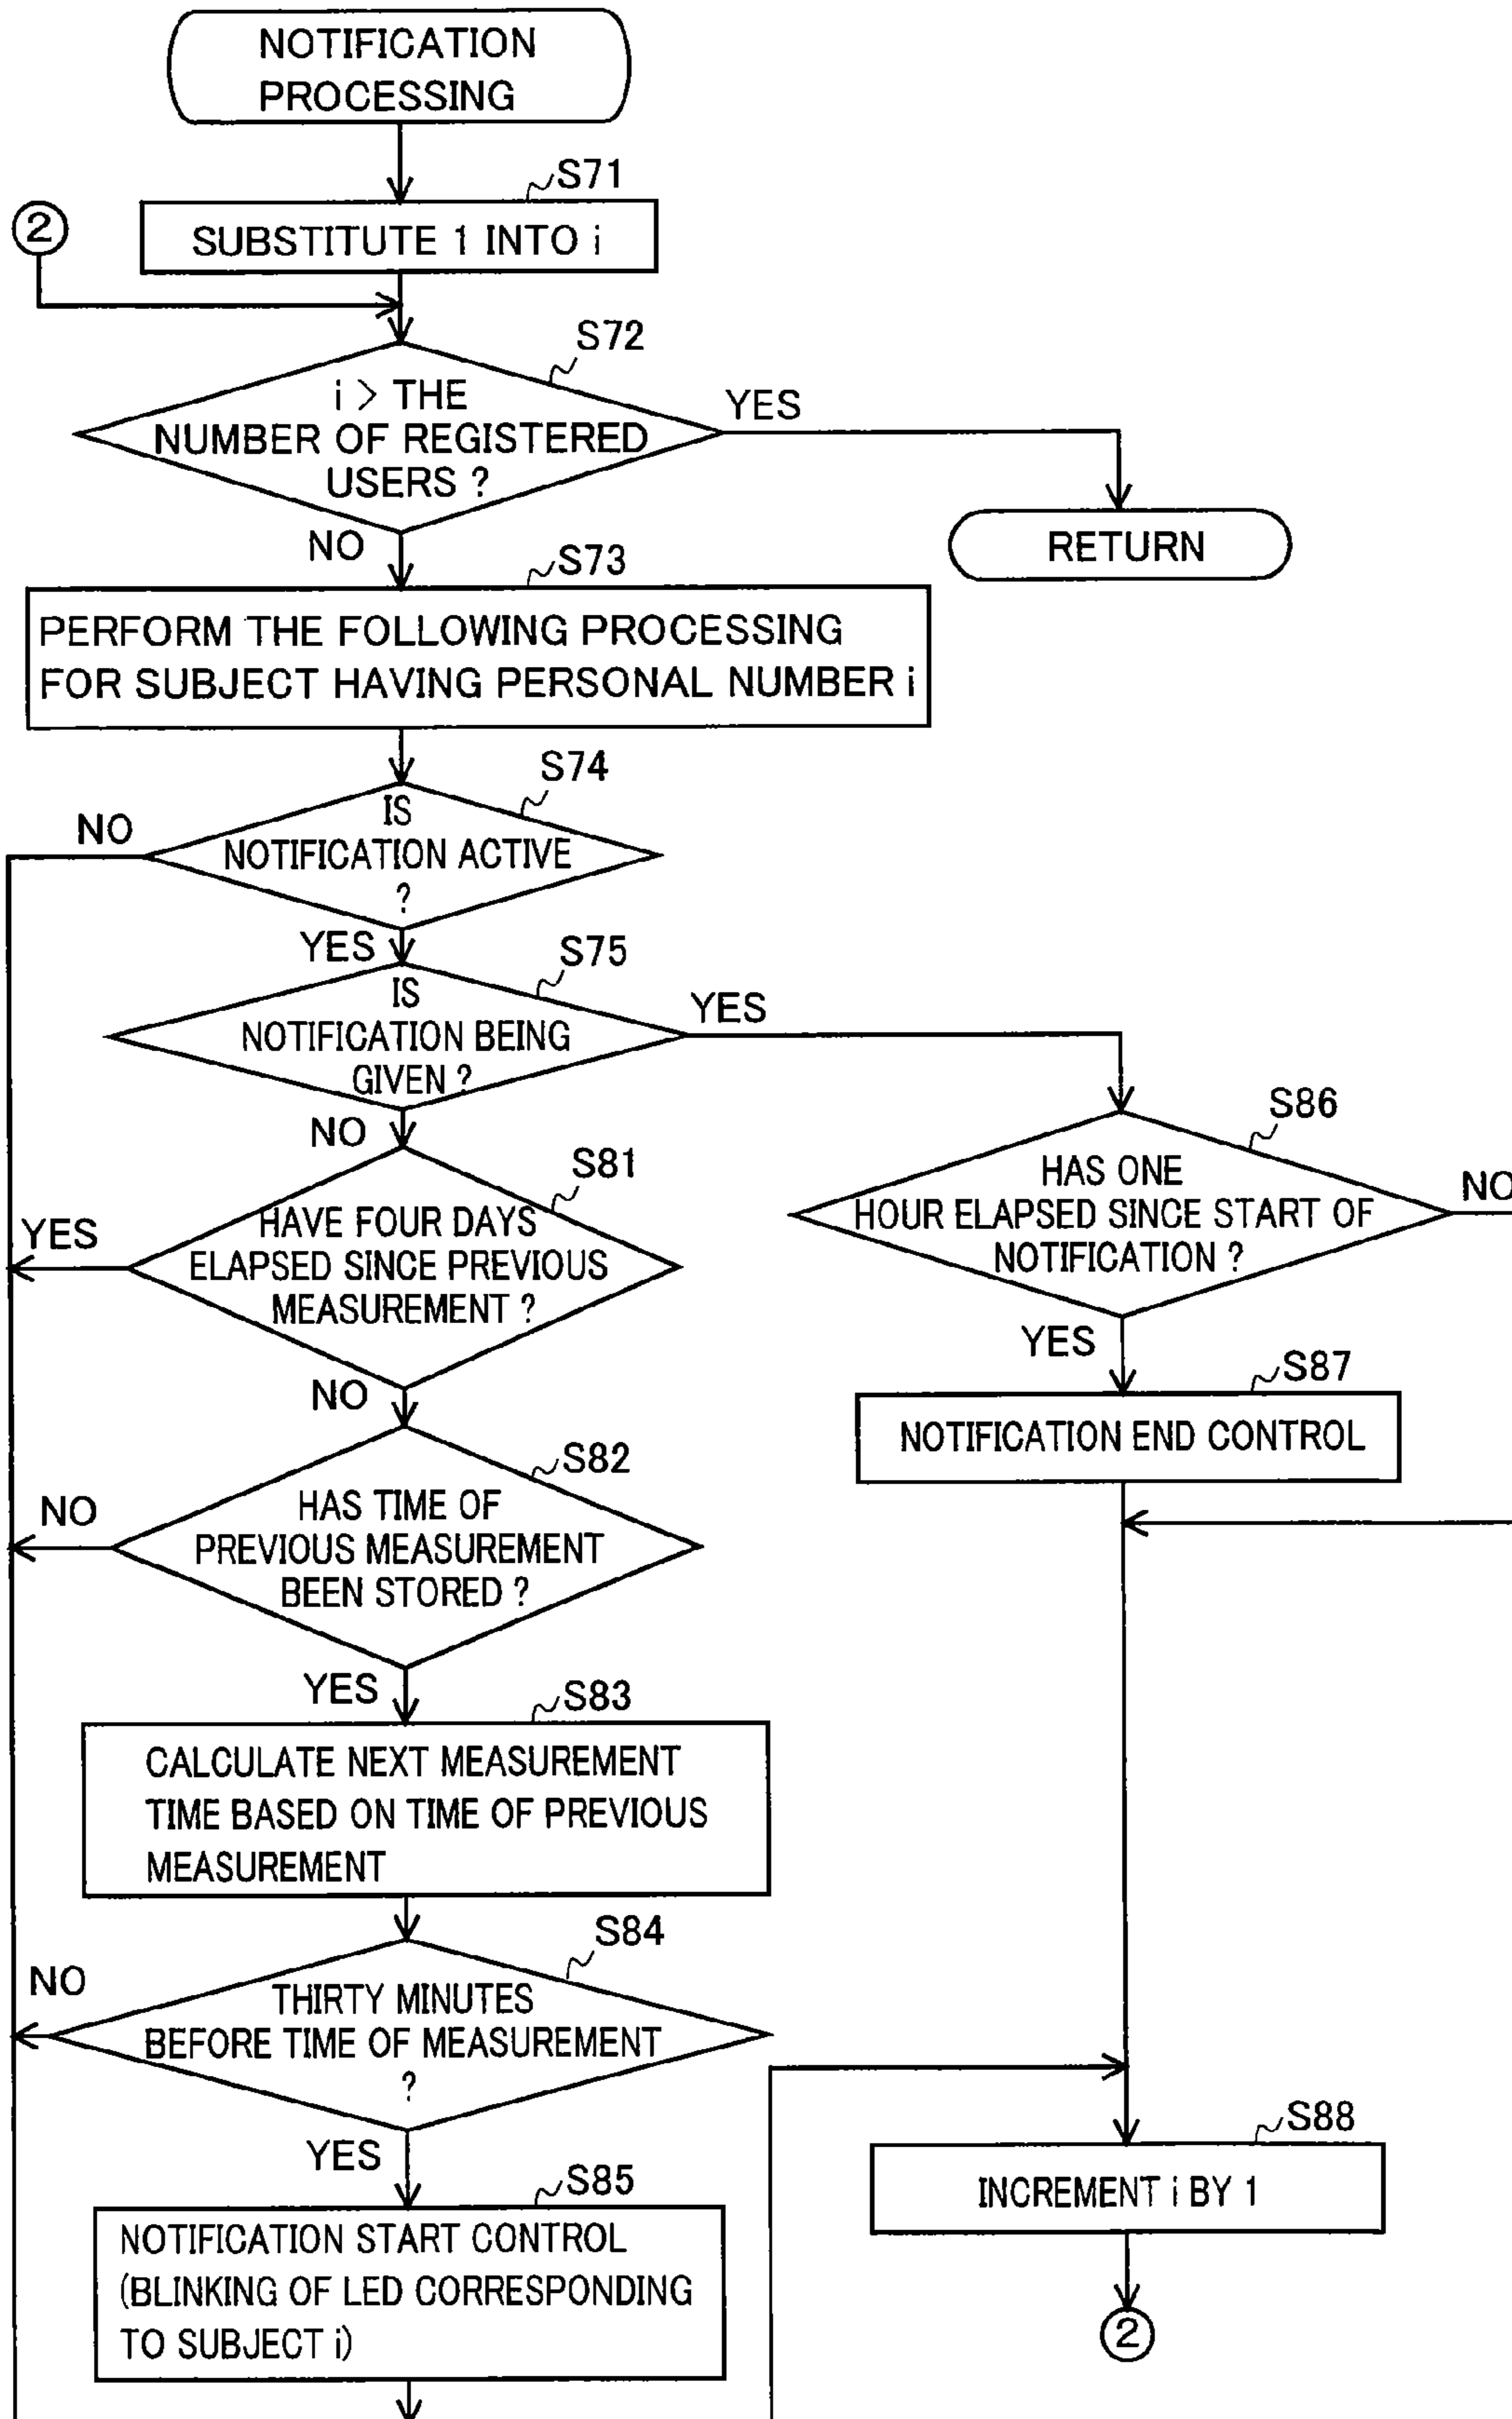 NOTIFICATION
PROCESSING
S71
②
SUBSTITUTE 1 INTO i
S72
i > THE
NUMBER OF REGISTERED
USERS ?
YES
NO
RETURN
S73
PERFORM THE FOLLOWING PROCESSING
FOR SUBJECT HAVING PERSONAL NUMBER i
S74
NO
IS
NOTIFICATION ACTIVE
?
YES
S75
IS
NOTIFICATION BEING
GIVEN ?
YES
NO
S86
HAS ONE
HOUR ELAPSED SINCE START OF
NOTIFICATION ?
NO
YES
S81
HAVE FOUR DAYS
ELAPSED SINCE PREVIOUS
MEASUREMENT ?
YES
NO
S87
NOTIFICATION END CONTROL
S82
HAS TIME OF
PREVIOUS MEASUREMENT
BEEN STORED ?
NO
YES
S83
CALCULATE NEXT MEASUREMENT
TIME BASED ON TIME OF PREVIOUS
MEASUREMENT
S84
NO
THIRTY MINUTES
BEFORE TIME OF MEASUREMENT
?
YES
S85
NOTIFICATION START CONTROL
(BLINKING OF LED CORRESPONDING
TO SUBJECT i)
S88
INCREMENT i BY 1
②